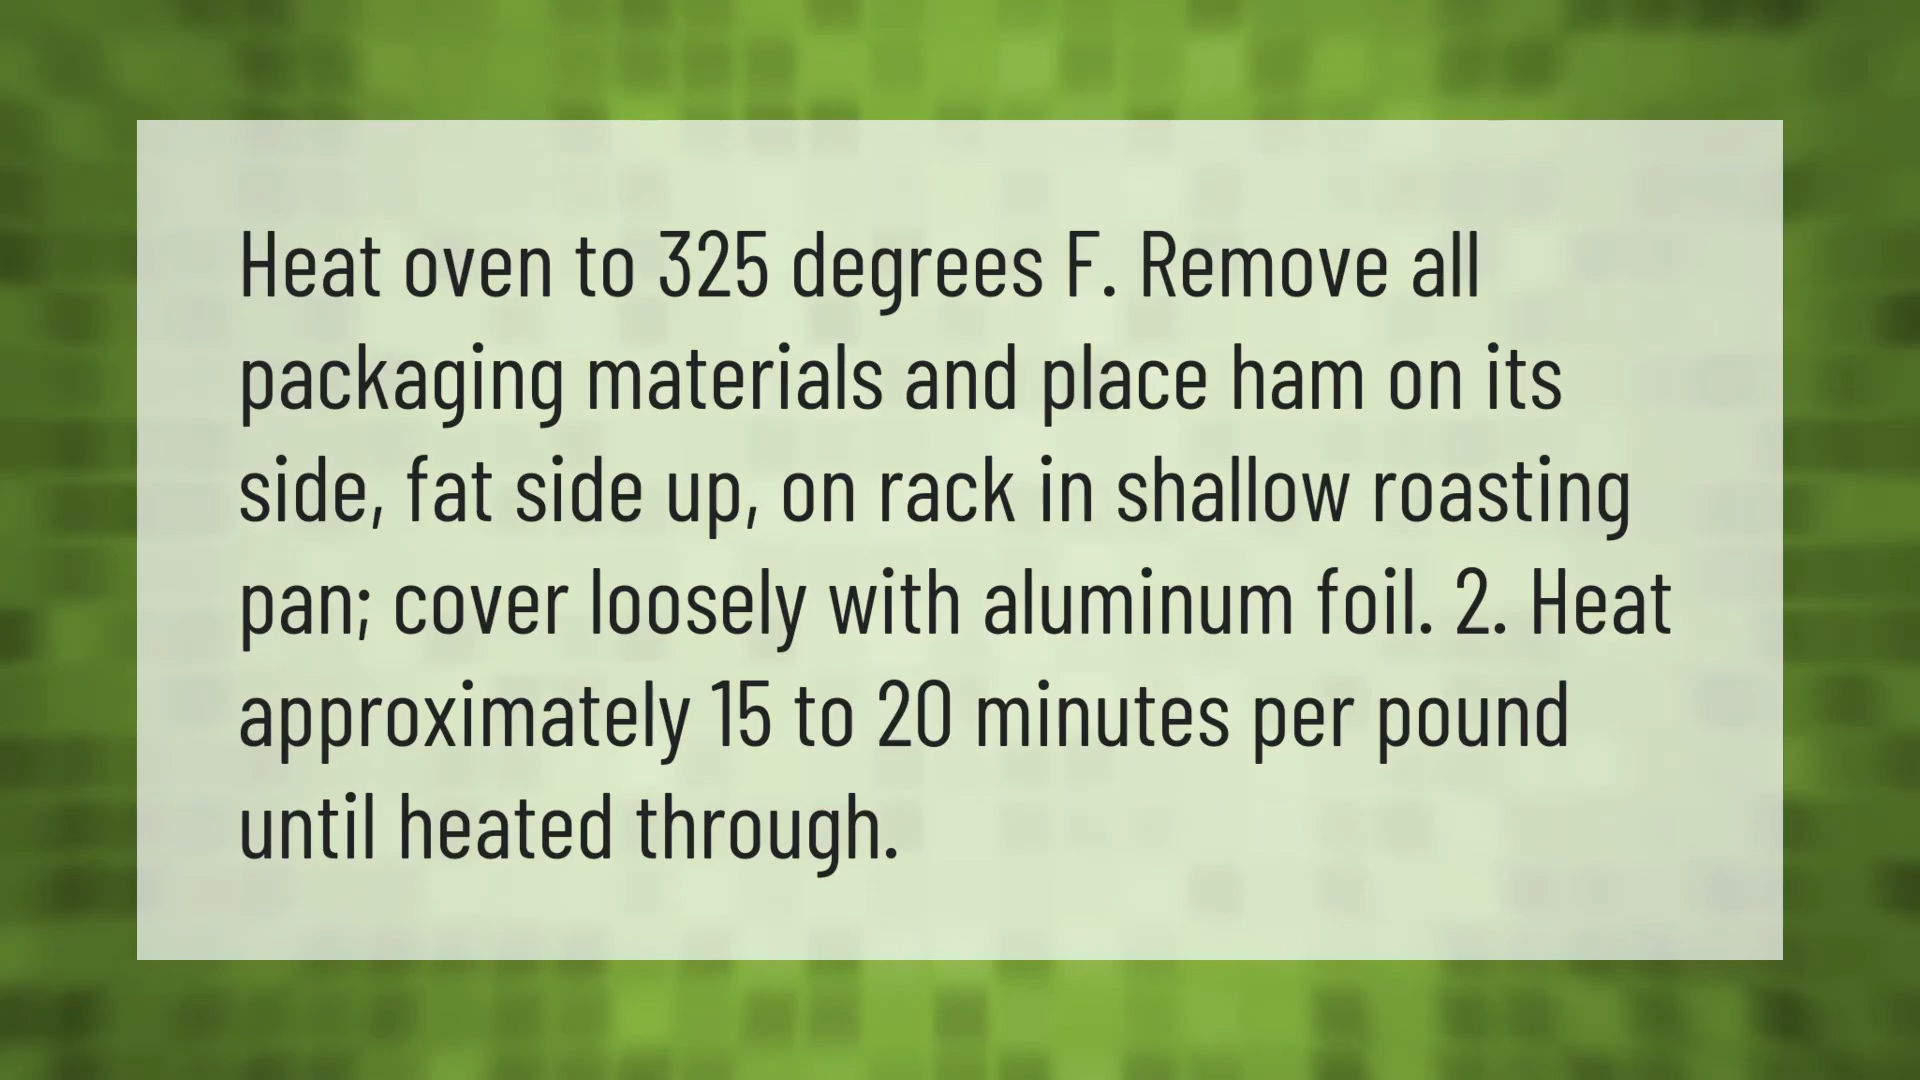 Heat oven to 325 degrees F. Remove all
packaging materials and place ham on its
side, fat side up, on rack in shallow roasting
pan; cover loosely with aluminum foil. 2. Heat
approximately 15 to 20 minutes per pound
until heated through.